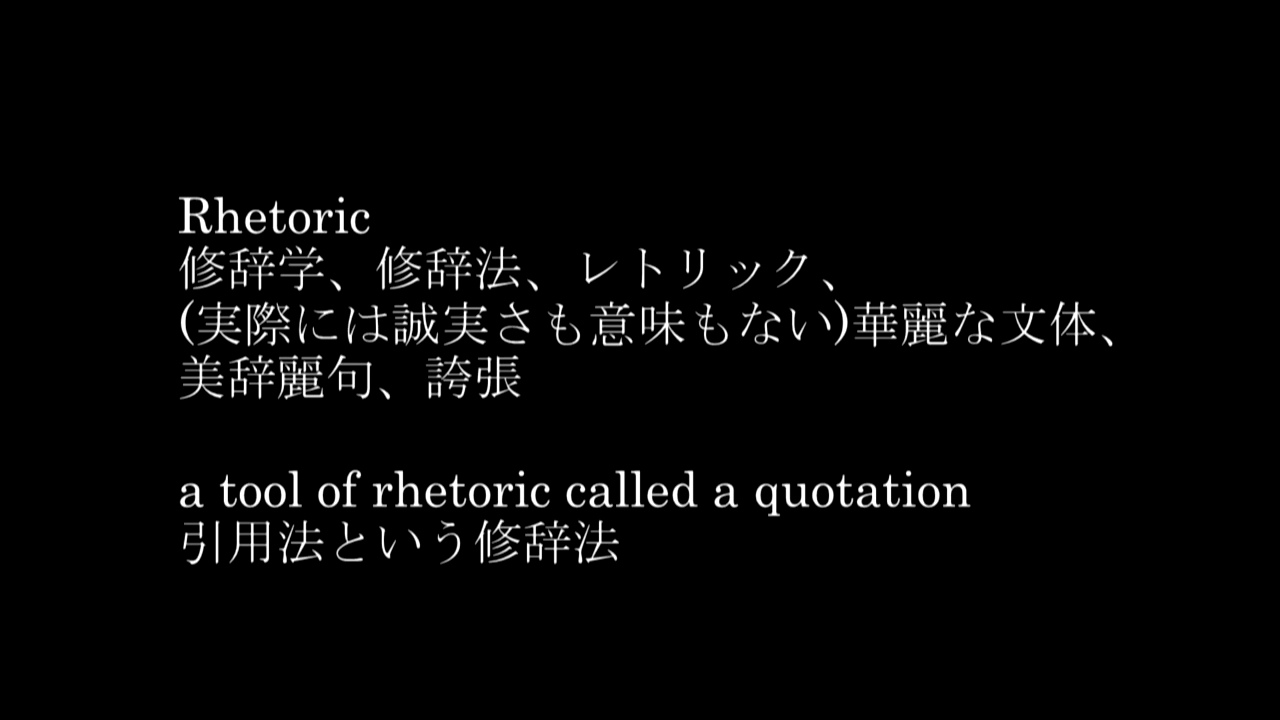 Rhetoric
修辞学、修辞法、レトリック、
(実際には誠実さも意味もない)華麗な文体、
美辞麗句、誇張
a tool of rhetoric called a quotation
引用法という修辞法